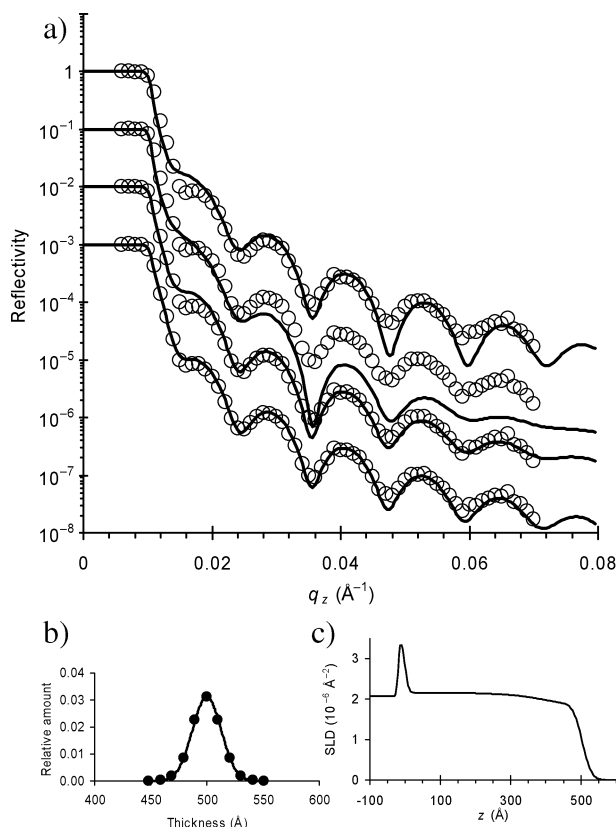 a)
1
10⁻¹
10⁻²
10⁻³
10⁻⁴
10⁻⁵
10⁻⁶
10⁻⁷
10⁻⁸
Reflectivity
0 0.02 0.04 0.06 0.08
q z (Å⁻¹)
b)
0.04
0.03
0.02
0.01
0.00
Relative amount
400 450 500 550 600
Thickness (Å)
c)
3
2
1
0
SLD (10⁻⁶ Å⁻²)
-100 100 300 500
z (Å)